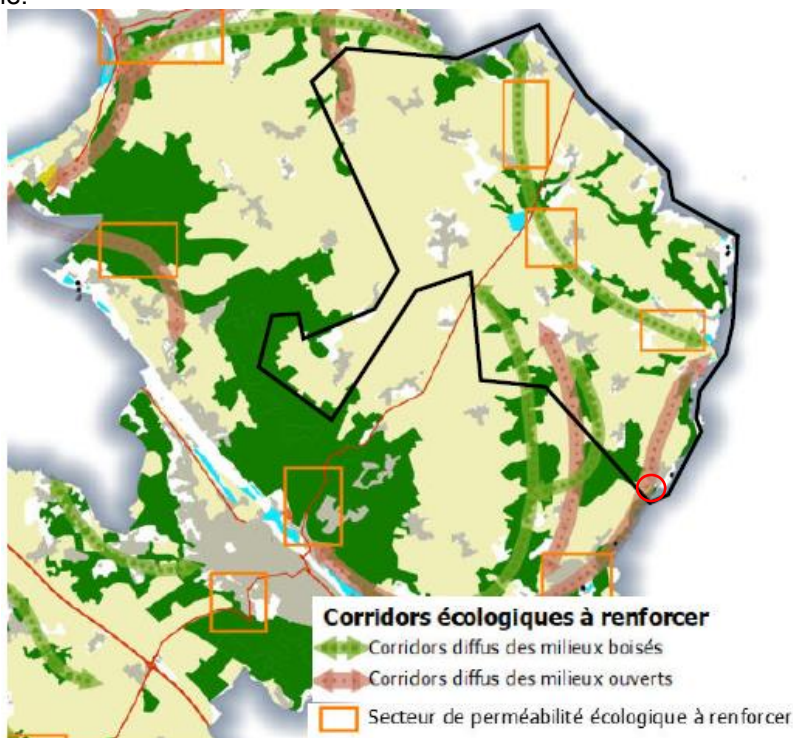 Corridors écologiques à renforcer
Corridors diffus des milieux boisés
Corridors diffus des milieux ouverts
Secteur de perméabilité écologique à renforcer